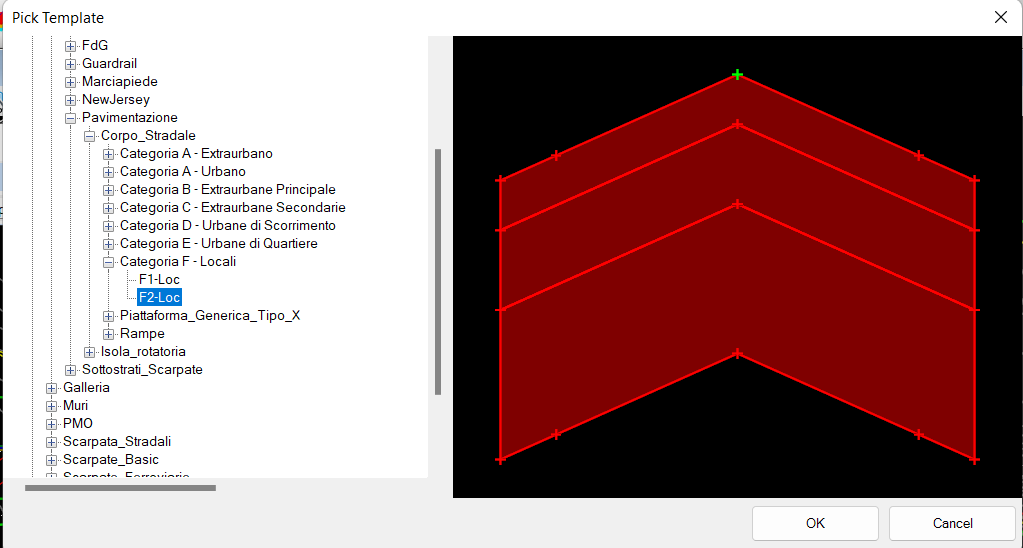 Pick Template
FdG
Guardrail
Marciapiede
NewJersey
Pavimentazione
Corpo_Stradale
Categoria A - Extraurbano
Categoria A - Urbano
Categoria B - Extraurbane Principale
Categoria C - Extraurbane Secondarie
Categoria D - Urbane di Scorrimento
Categoria E - Urbane di Quartiere
Categoria F - Locali
F1-Loc
F2-Loc
Piattaforma_Generica_Tipo_X
Rampe
Isola_rotatoria
Sottostrati_Scarpate
Galleria
Muri
PMO
Scarpata_Stradali
Scarpate_Basic
Scarpate_Ferroviarie
OK Cancel